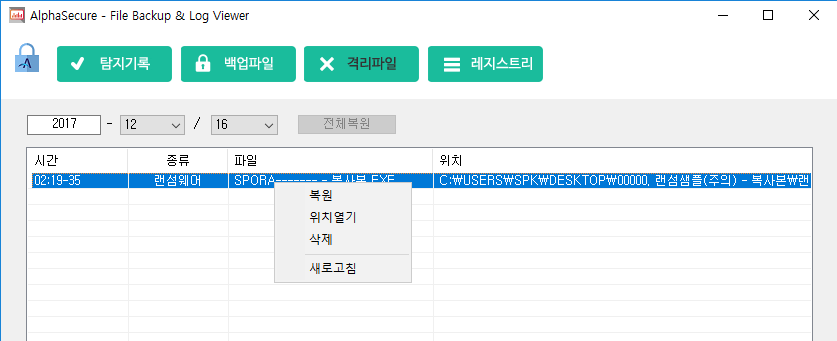 AlphaSecure - File Backup & Log Viewer
탐지기록 백업파일 격리파일 레지스트리
2017 - 12 / 16 전체복원
시간 종류 파일 위치
02:19-35 랜섬웨어 SPORA------- - 복사본.EXE C:₩USERS₩SPK₩DESKTOP₩00000, 랜섬샘플(주의) - 복사본₩랜
복원
위치열기
삭제
새로고침